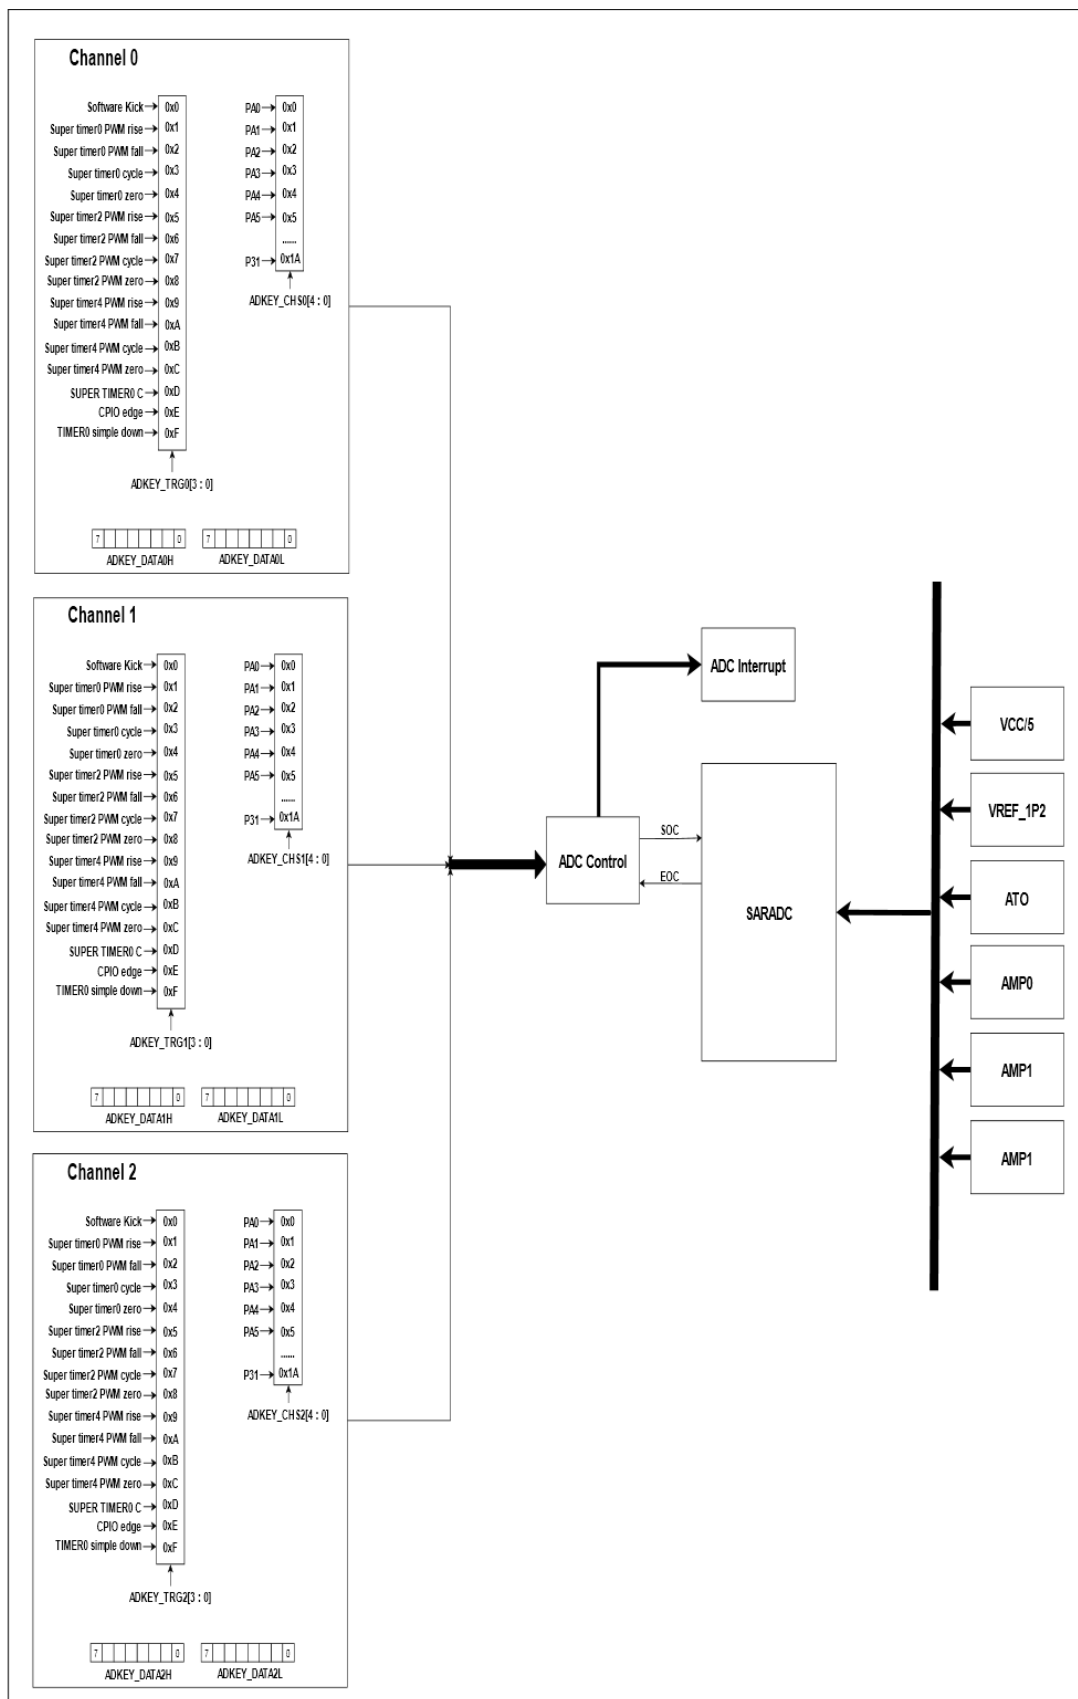 Channel 0
Software Kick 0x0 PA0 0x0
Super timer0 PWM rise 0x1 PA1 0x1
Super timer0 PWM fall 0x2 PA2 0x2
Super timer0 cycle 0x3 PA3 0x3
Super timer0 zero 0x4 PA4 0x4
Super timer2 PWM rise 0x5 PA5 0x5
Super timer2 PWM fall 0x6 ......
Super timer2 PWM cycle 0x7 P31 0x1A
Super timer2 PWM zero 0x8
Super timer4 PWM rise 0x9 ADKEY_CHS0[4 : 0]
Super timer4 PWM fall 0xA
Super timer4 PWM cycle 0xB
Super timer4 PWM zero 0xC
SUPER TIMER0 C 0xD
CPIO edge 0xE
TIMER0 simple down 0xF
ADKEY_TRG0[3 : 0]
7 0 7 0
ADKEY_DATA0H ADKEY_DATA0L
Channel 1
Software Kick 0x0 PA0 0x0
Super timer0 PWM rise 0x1 PA1 0x1
Super timer0 PWM fall 0x2 PA2 0x2
Super timer0 cycle 0x3 PA3 0x3
Super timer0 zero 0x4 PA4 0x4
Super timer2 PWM rise 0x5 PA5 0x5
Super timer2 PWM fall 0x6 ......
Super timer2 PWM cycle 0x7 P31 0x1A
Super timer2 PWM zero 0x8
Super timer4 PWM rise 0x9 ADKEY_CHS1[4 : 0]
Super timer4 PWM fall 0xA
Super timer4 PWM cycle 0xB
Super timer4 PWM zero 0xC
SUPER TIMER0 C 0xD
CPIO edge 0xE
TIMER0 simple down 0xF
ADKEY_TRG1[3 : 0]
7 0 7 0
ADKEY_DATA1H ADKEY_DATA1L
Channel 2
Software Kick 0x0 PA0 0x0
Super timer0 PWM rise 0x1 PA1 0x1
Super timer0 PWM fall 0x2 PA2 0x2
Super timer0 cycle 0x3 PA3 0x3
Super timer0 zero 0x4 PA4 0x4
Super timer2 PWM rise 0x5 PA5 0x5
Super timer2 PWM fall 0x6 ......
Super timer2 PWM cycle 0x7 P31 0x1A
Super timer2 PWM zero 0x8
Super timer4 PWM rise 0x9 ADKEY_CHS2[4 : 0]
Super timer4 PWM fall 0xA
Super timer4 PWM cycle 0xB
Super timer4 PWM zero 0xC
SUPER TIMER0 C 0xD
CPIO edge 0xE
TIMER0 simple down 0xF
ADKEY_TRG2[3 : 0]
7 0 7 0
ADKEY_DATA2H ADKEY_DATA2L
ADC Interrupt
ADC Control
SOC
EOC
SARADC
VCC/5
VREF_1P2
ATO
AMP0
AMP1
AMP1